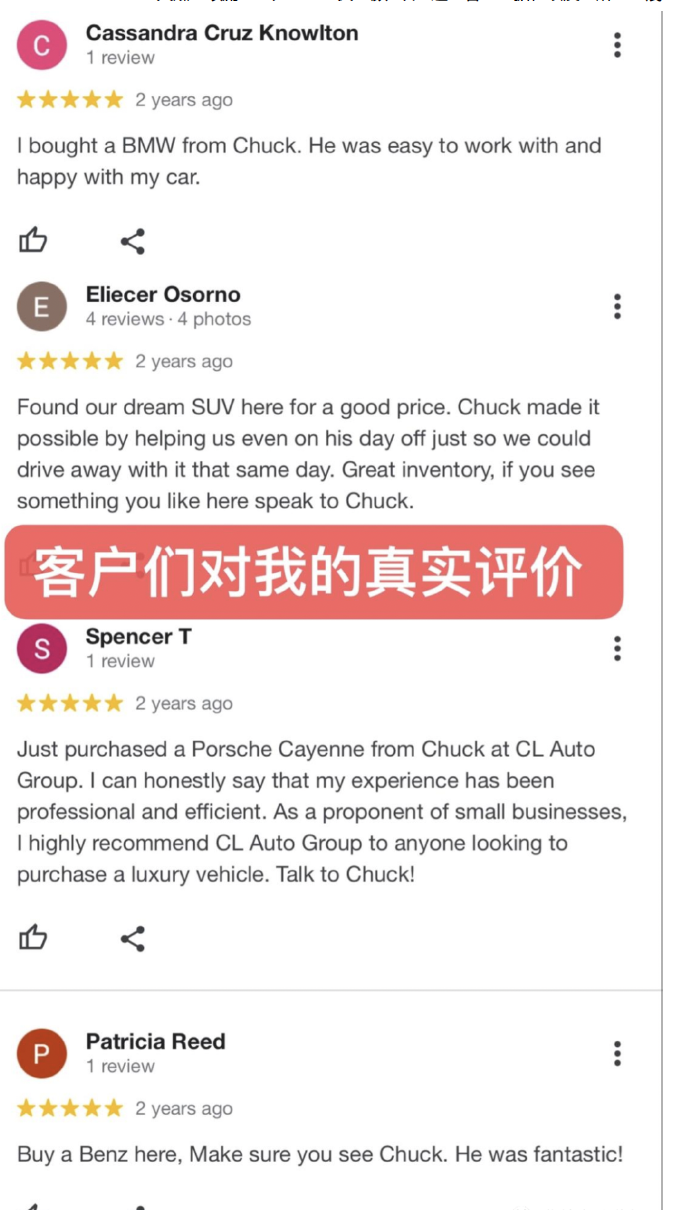 Cassandra Cruz Knowlton
1 review
2 years ago
I bought a BMW from Chuck. He was easy to work with and
happy with my car.
Eliecer Osorno
4 reviews · 4 photos
2 years ago
Found our dream SUV here for a good price. Chuck made it
possible by helping us even on his day off just so we could
drive away with it that same day. Great inventory, if you see
something you like here speak to Chuck.
客户们对我的真实评价
Spencer T
1 review
2 years ago
Just purchased a Porsche Cayenne from Chuck at CL Auto
Group. I can honestly say that my experience has been
professional and efficient. As a proponent of small businesses,
I highly recommend CL Auto Group to anyone looking to
purchase a luxury vehicle. Talk to Chuck!
Patricia Reed
1 review
2 years ago
Buy a Benz here, Make sure you see Chuck. He was fantastic!